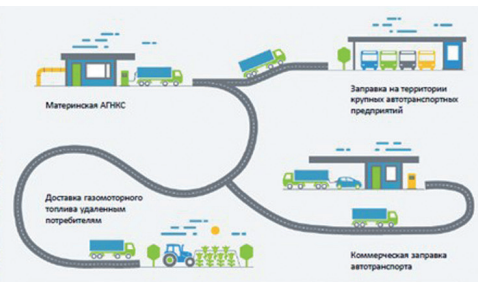 Материнская АГНКС
Заправка на территории
крупных автотранспортных
предприятий
Доставка газомоторного
топлива удаленным
потребителям
Коммерческая заправка
автотранспорта